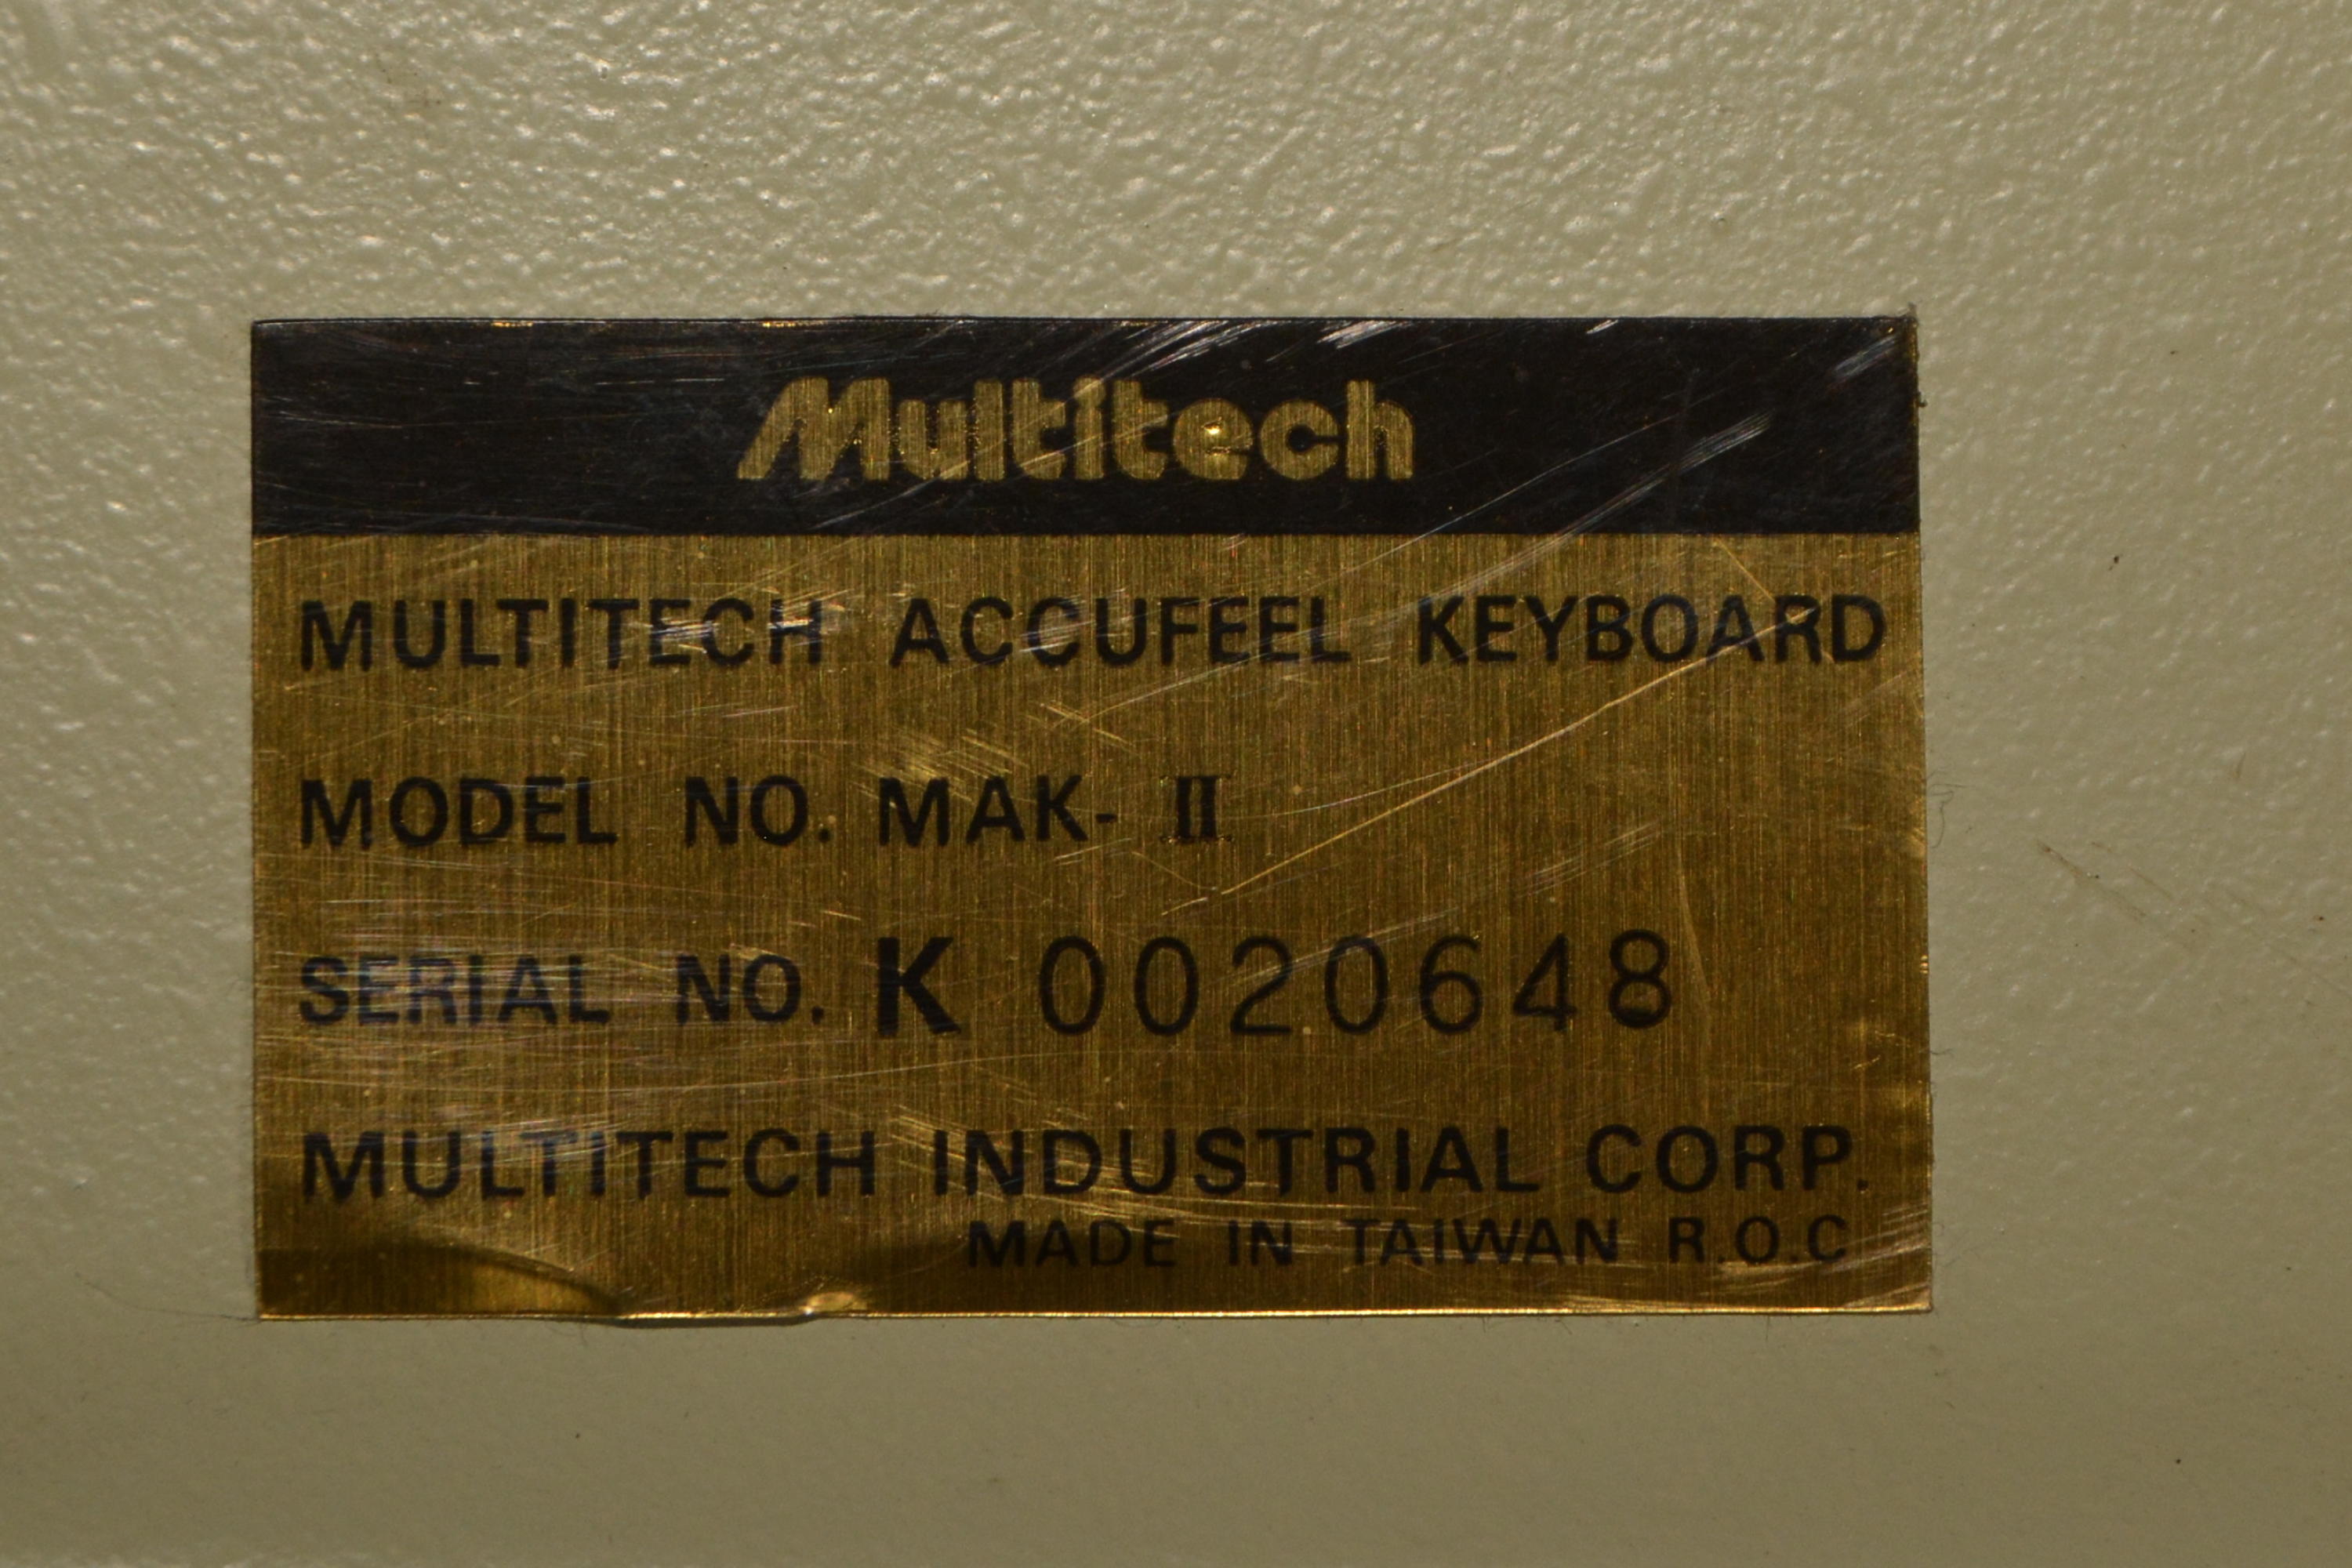 Multitech
MULTITECH ACCUFEEL KEYBOARD
MODEL NO. MAK- II
SERIAL NO. K 0020648
MULTITECH INDUSTRIAL CORP.
MADE IN TAIWAN R.O.C